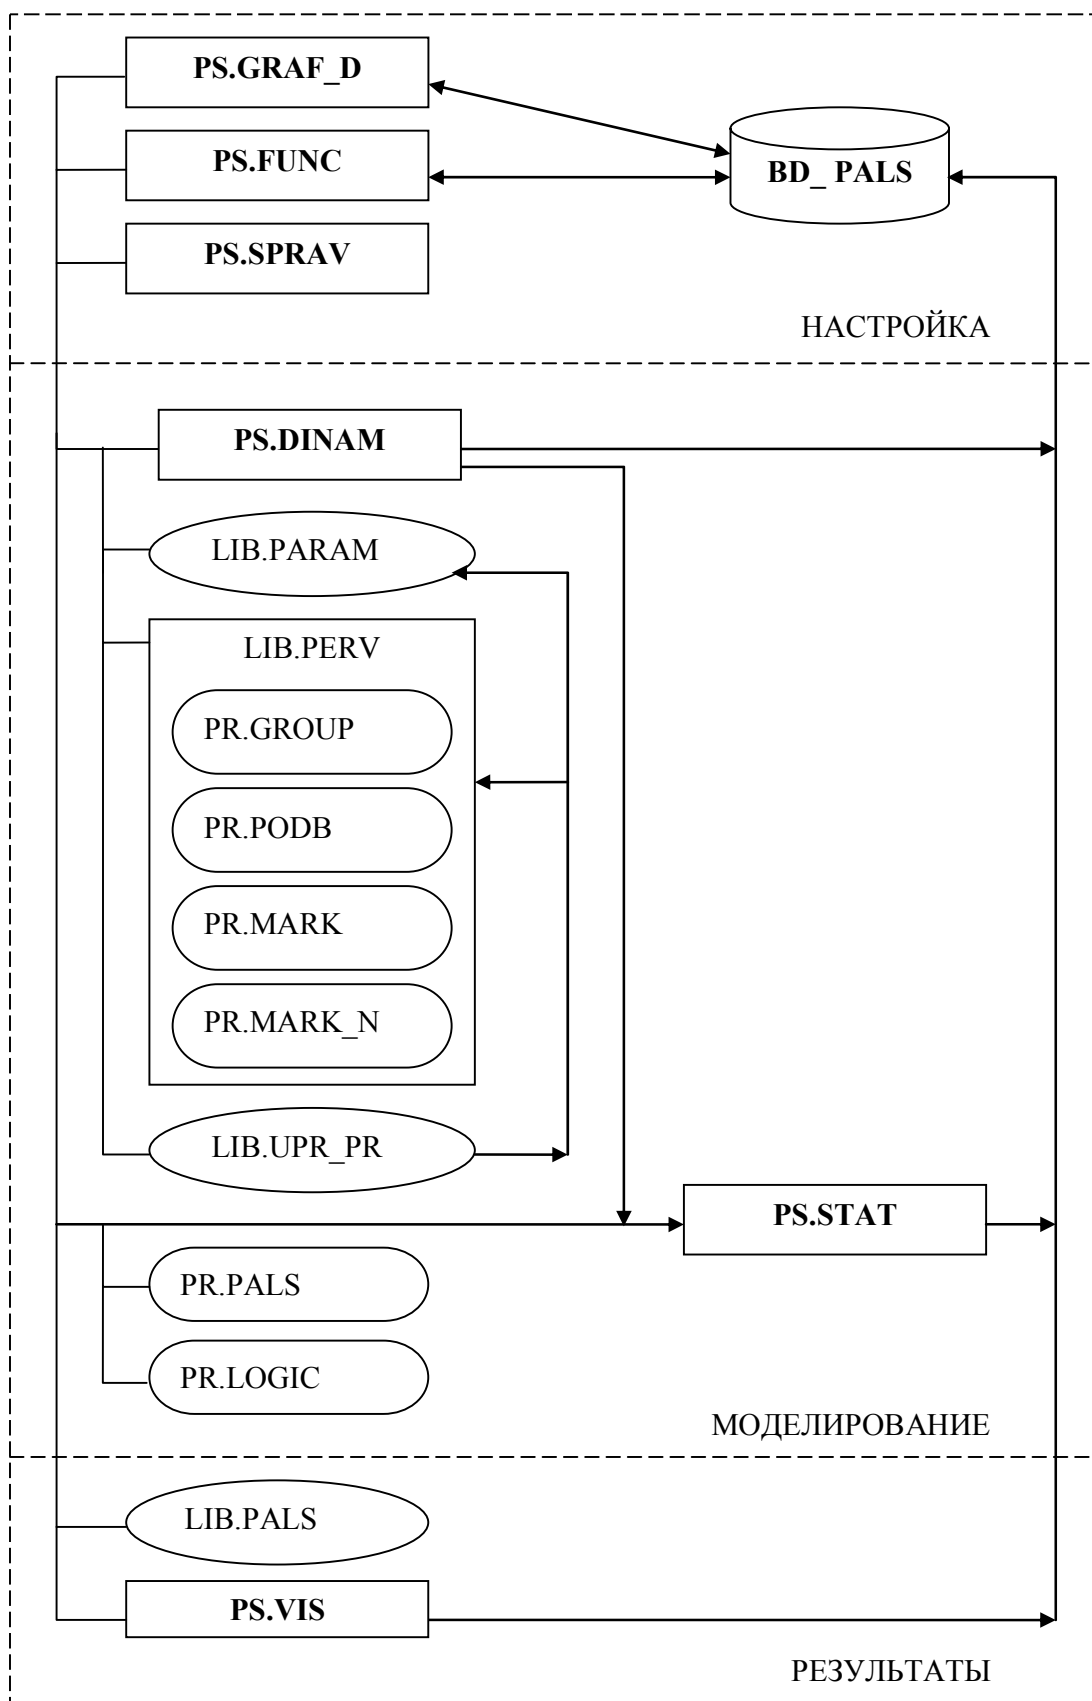 PS.GRAF_D
PS.FUNC
BD_ PALS
PS.SPRAV
НАСТРОЙКА
PS.DINAM
LIB.PARAM
LIB.PERV
PR.GROUP
PR.PODB
PR.MARK
PR.MARK_N
LIB.UPR_PR
PS.STAT
PR.PALS
PR.LOGIC
МОДЕЛИРОВАНИЕ
LIB.PALS
PS.VIS
РЕЗУЛЬТАТЫ